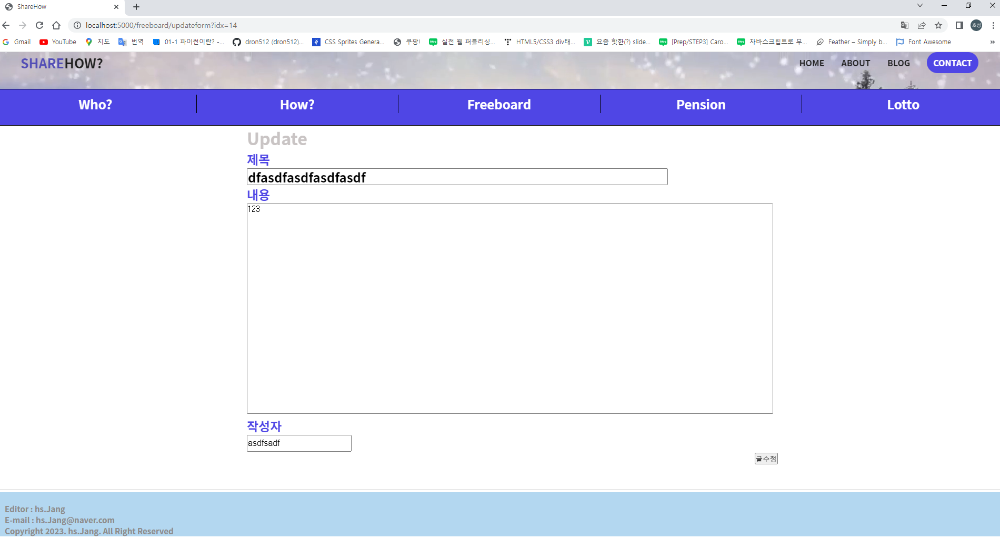 ShareHow
localhost:5000/freeboard/updateform?idx=14
호성
Gmail
YouTube
지도
번역
01-1 파이썬이란? -...
dron512 (dron512)...
CSS Sprites Genera...
쿠팡!
실전 웹 퍼블리싱...
HTML5/CSS3 div태...
요즘 핫한(?) slide...
[Prep/STEP3] Caro...
자바스크립트로 무...
Feather – Simply b...
Font Awesome
»
SHAREHOW?
HOME
ABOUT
BLOG
CONTACT
Who?
How?
Freeboard
Pension
Lotto
Update
제목
dfasdfasdfasdfasdf
내용
123
작성자
asdfsadf
글수정
Editor : hs.Jang
E-mail : hs.Jang@naver.com
Copyright 2023. hs.Jang. All Right Reserved